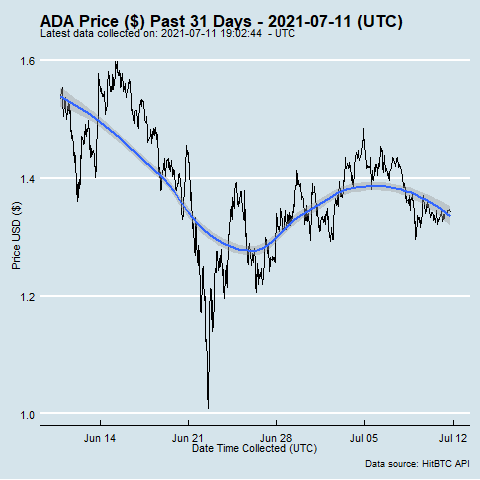 ADA Price ($) Past 31 Days - 2021-07-11 (UTC)
Latest data collected on: 2021-07-11 19:02:44  - UTC
1.6
1.4
1.2
1.0
Price USD ($)
Jun 14
Jun 21
Jun 28
Jul 05
Jul 12
Date Time Collected (UTC)
Data source: HitBTC API